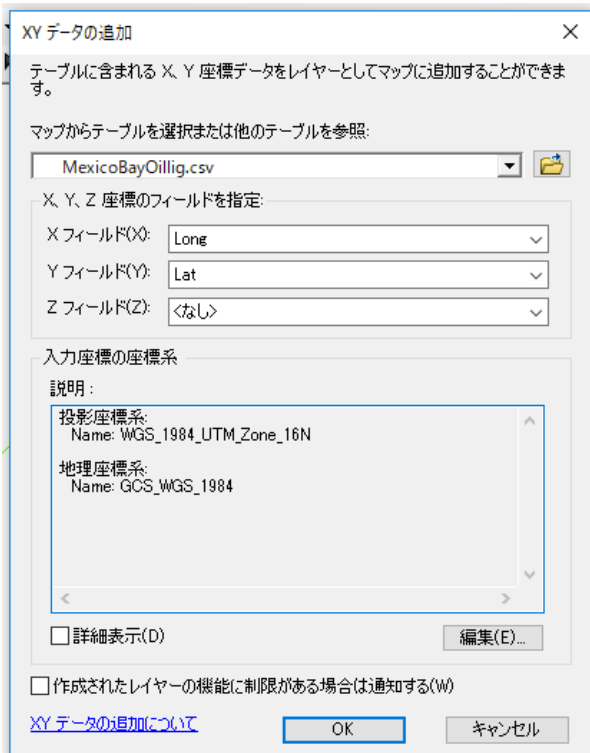 XY データの追加
テーブルに含まれる X、Y 座標データをレイヤーとしてマップに追加することができま
す。
マップからテーブルを選択または他のテーブルを参照:
MexicoBayOillig.csv
X、Y、Z 座標のフィールドを指定:
X フィールド(X): Long
Y フィールド(Y): Lat
Z フィールド(Z): <なし>
入力座標の座標系
説明:
投影座標系:
Name: WGS_1984_UTM_Zone_16N
地理座標系:
Name: GCS_WGS_1984
詳細表示(D) 編集(E)...
作成されたレイヤーの機能に制限がある場合は通知する(W)
XY データの追加について OK キャンセル